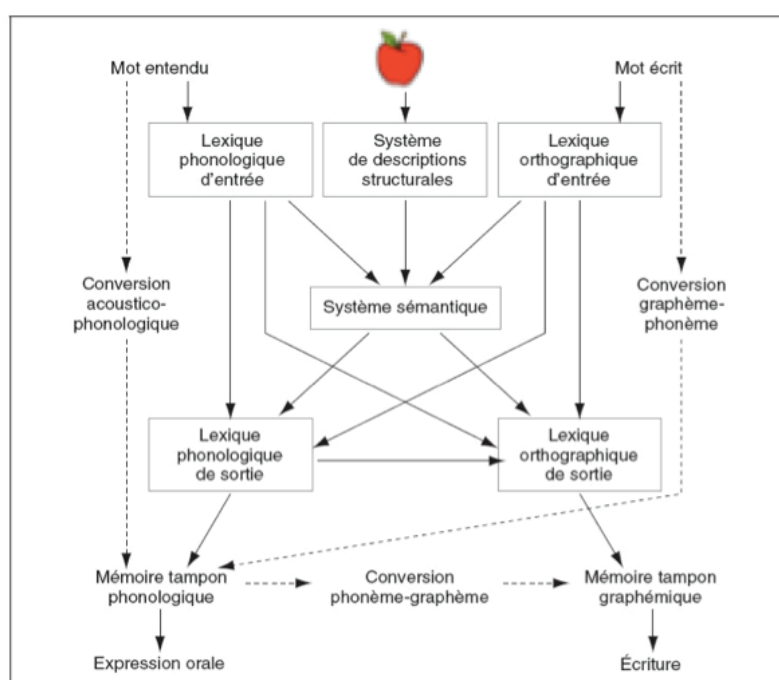 Mot entendu
Mot écrit
Lexique
phonologique
d'entrée
Système
de descriptions
structurales
Lexique
orthographique
d'entrée
Conversion
acoustico-
phonologique
Système sémantique
Conversion
graphème-
phonème
Lexique
phonologique
de sortie
Lexique
orthographique
de sortie
Mémoire tampon
phonologique
Conversion
phonème-graphème
Mémoire tampon
graphémique
Expression orale
Écriture